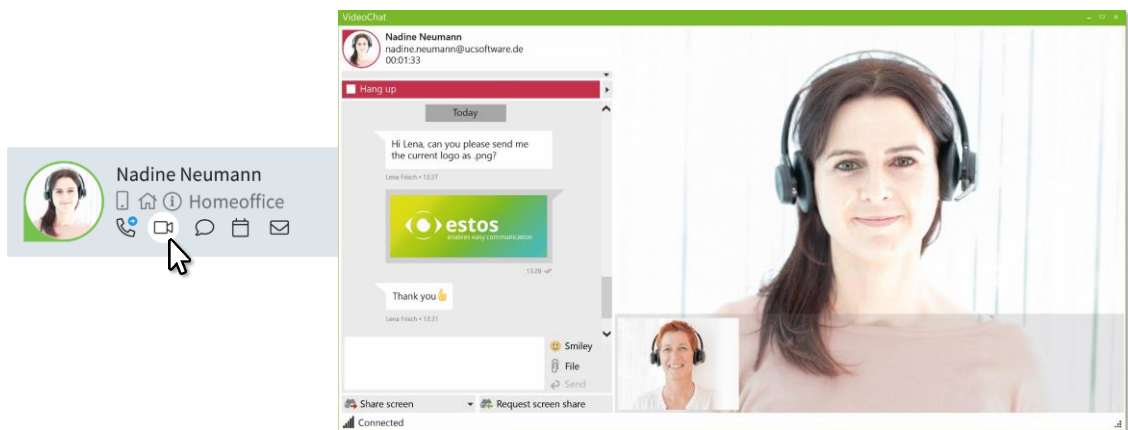 Nadine Neumann
Homeoffice
VideoChat
Nadine Neumann
nadine.neumann@ucsoftware.de
00:01:33
Hang up
Today
Hi Lena, can you please send me
the current logo as .png?
Lena Frisch • 13:27
estos
enables easy communication
13:28
Thank you👍
Lena Frisch • 13:31
Smiley
File
Send
Share screen
Request screen share
Connected